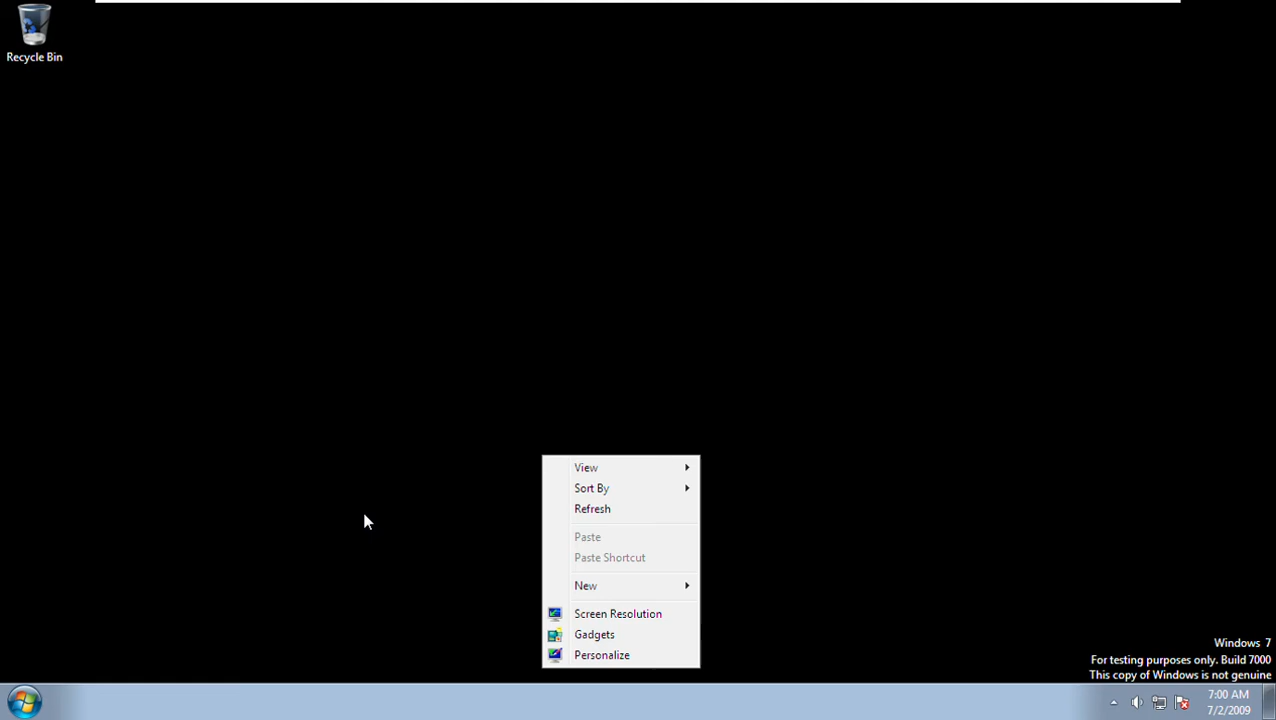 Recycle Bin
View
Sort By
Refresh
Paste
Paste Shortcut
New
Screen Resolution
Gadgets
Personalize
Windows 7
For testing purposes only. Build 7000
This copy of Windows is not genuine
7:00 AM
7/2/2009